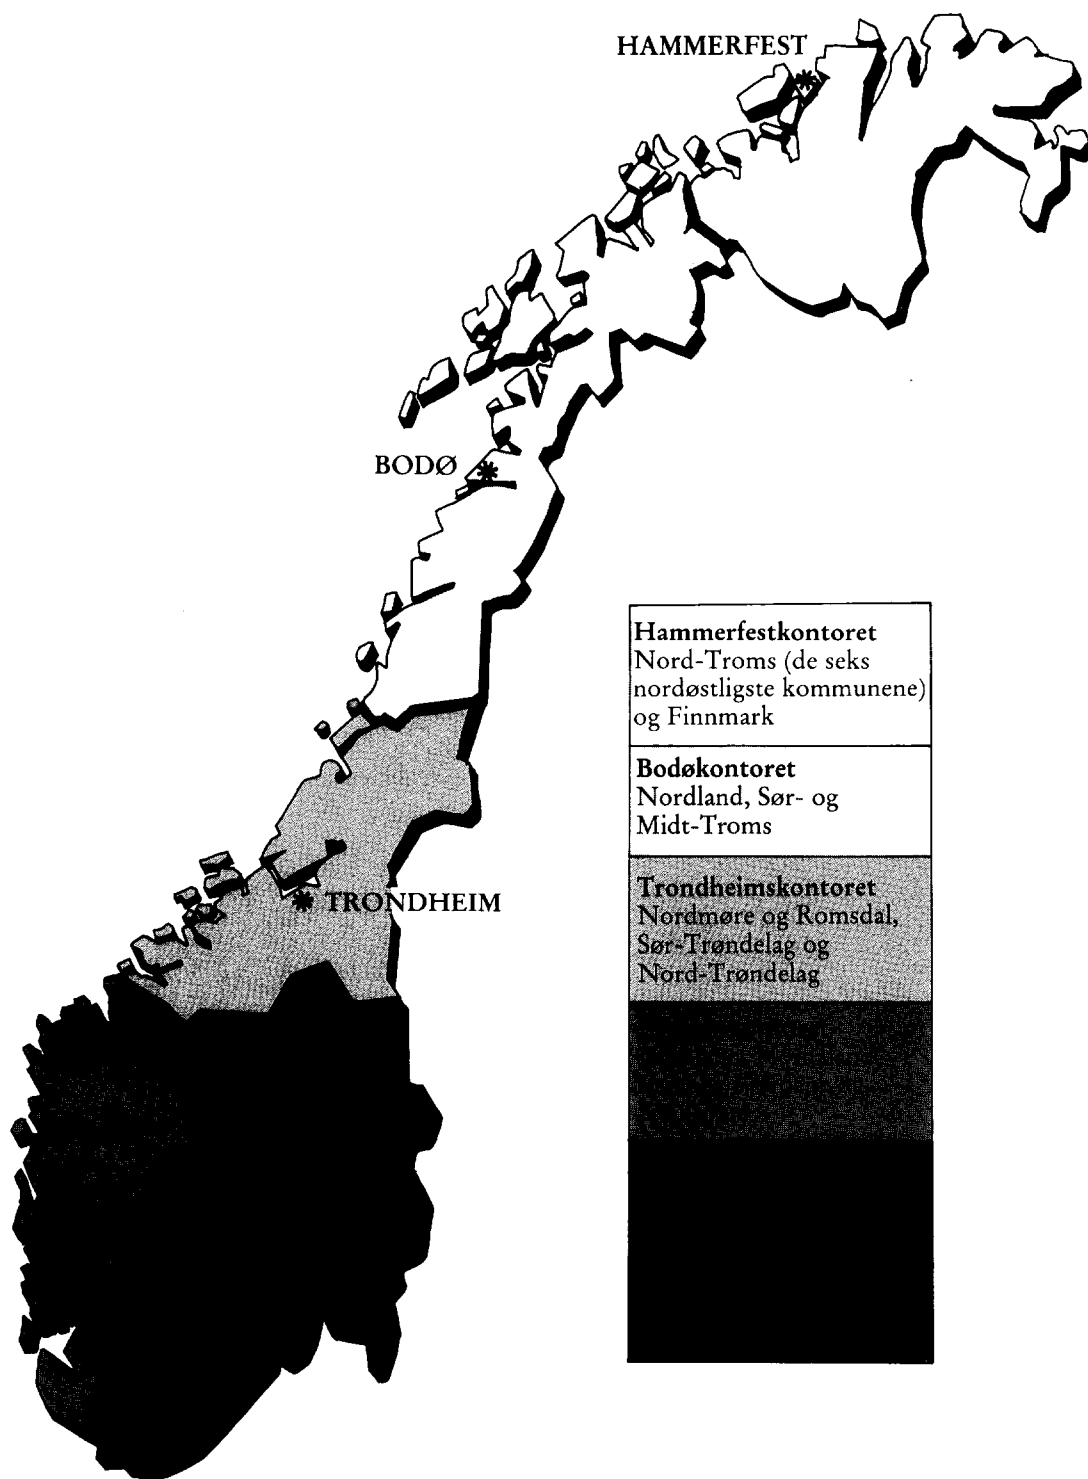 HAMMERFEST
BODØ
TRONDHEIM
Hammerfestkontoret
Nord-Troms (de seks
nordøstligste kommunene)
og Finnmark
Bodøkontoret
Nordland, Sør- og
Midt-Troms
Trondheimskontoret
Nordmøre og Romsdal,
Sør-Trøndelag og
Nord-Trøndelag